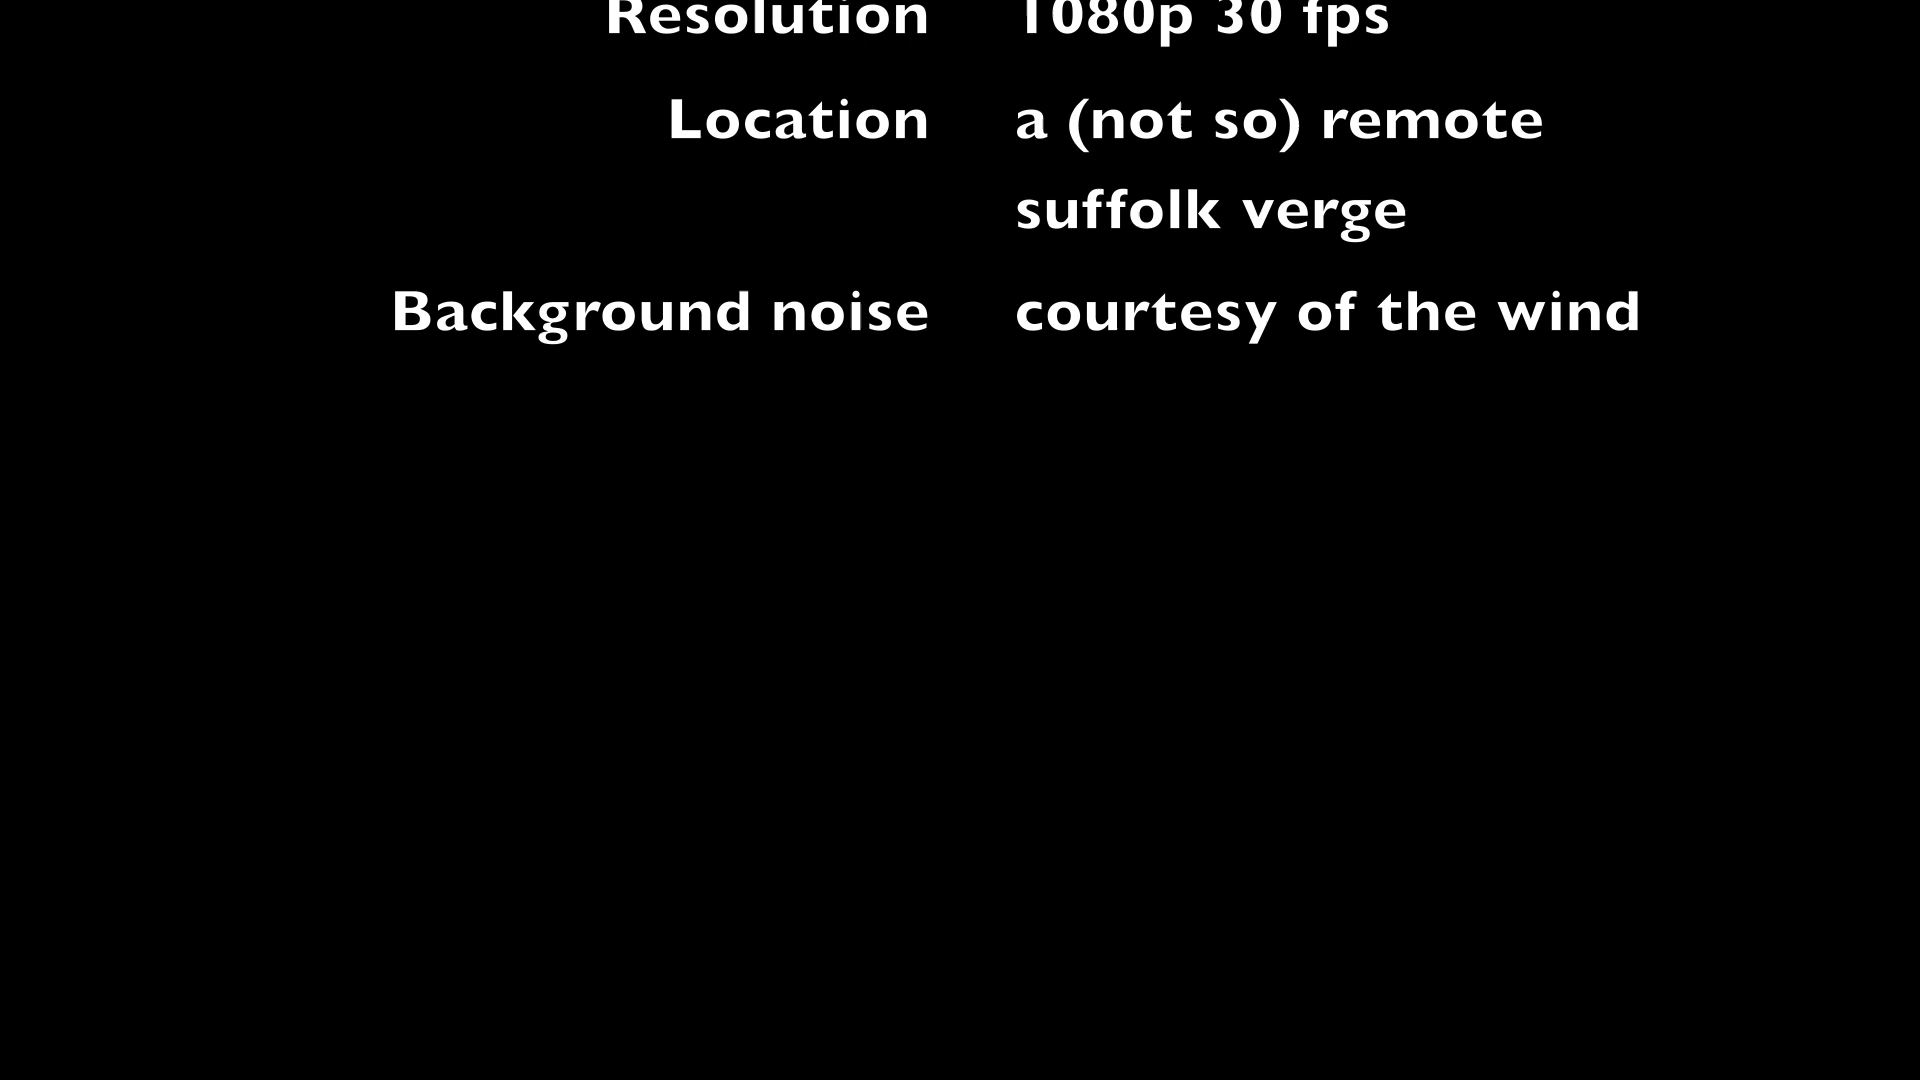 Resolution 1080p 30 fps
Location a (not so) remote
suffolk verge
Background noise courtesy of the wind